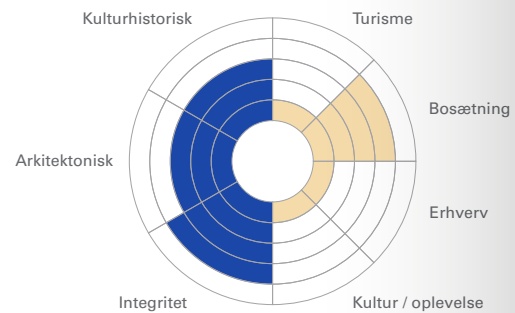 Kulturhistorisk
Turisme
Bosætning
Arkitektonisk
Erhverv
Integritet
Kultur / oplevelse